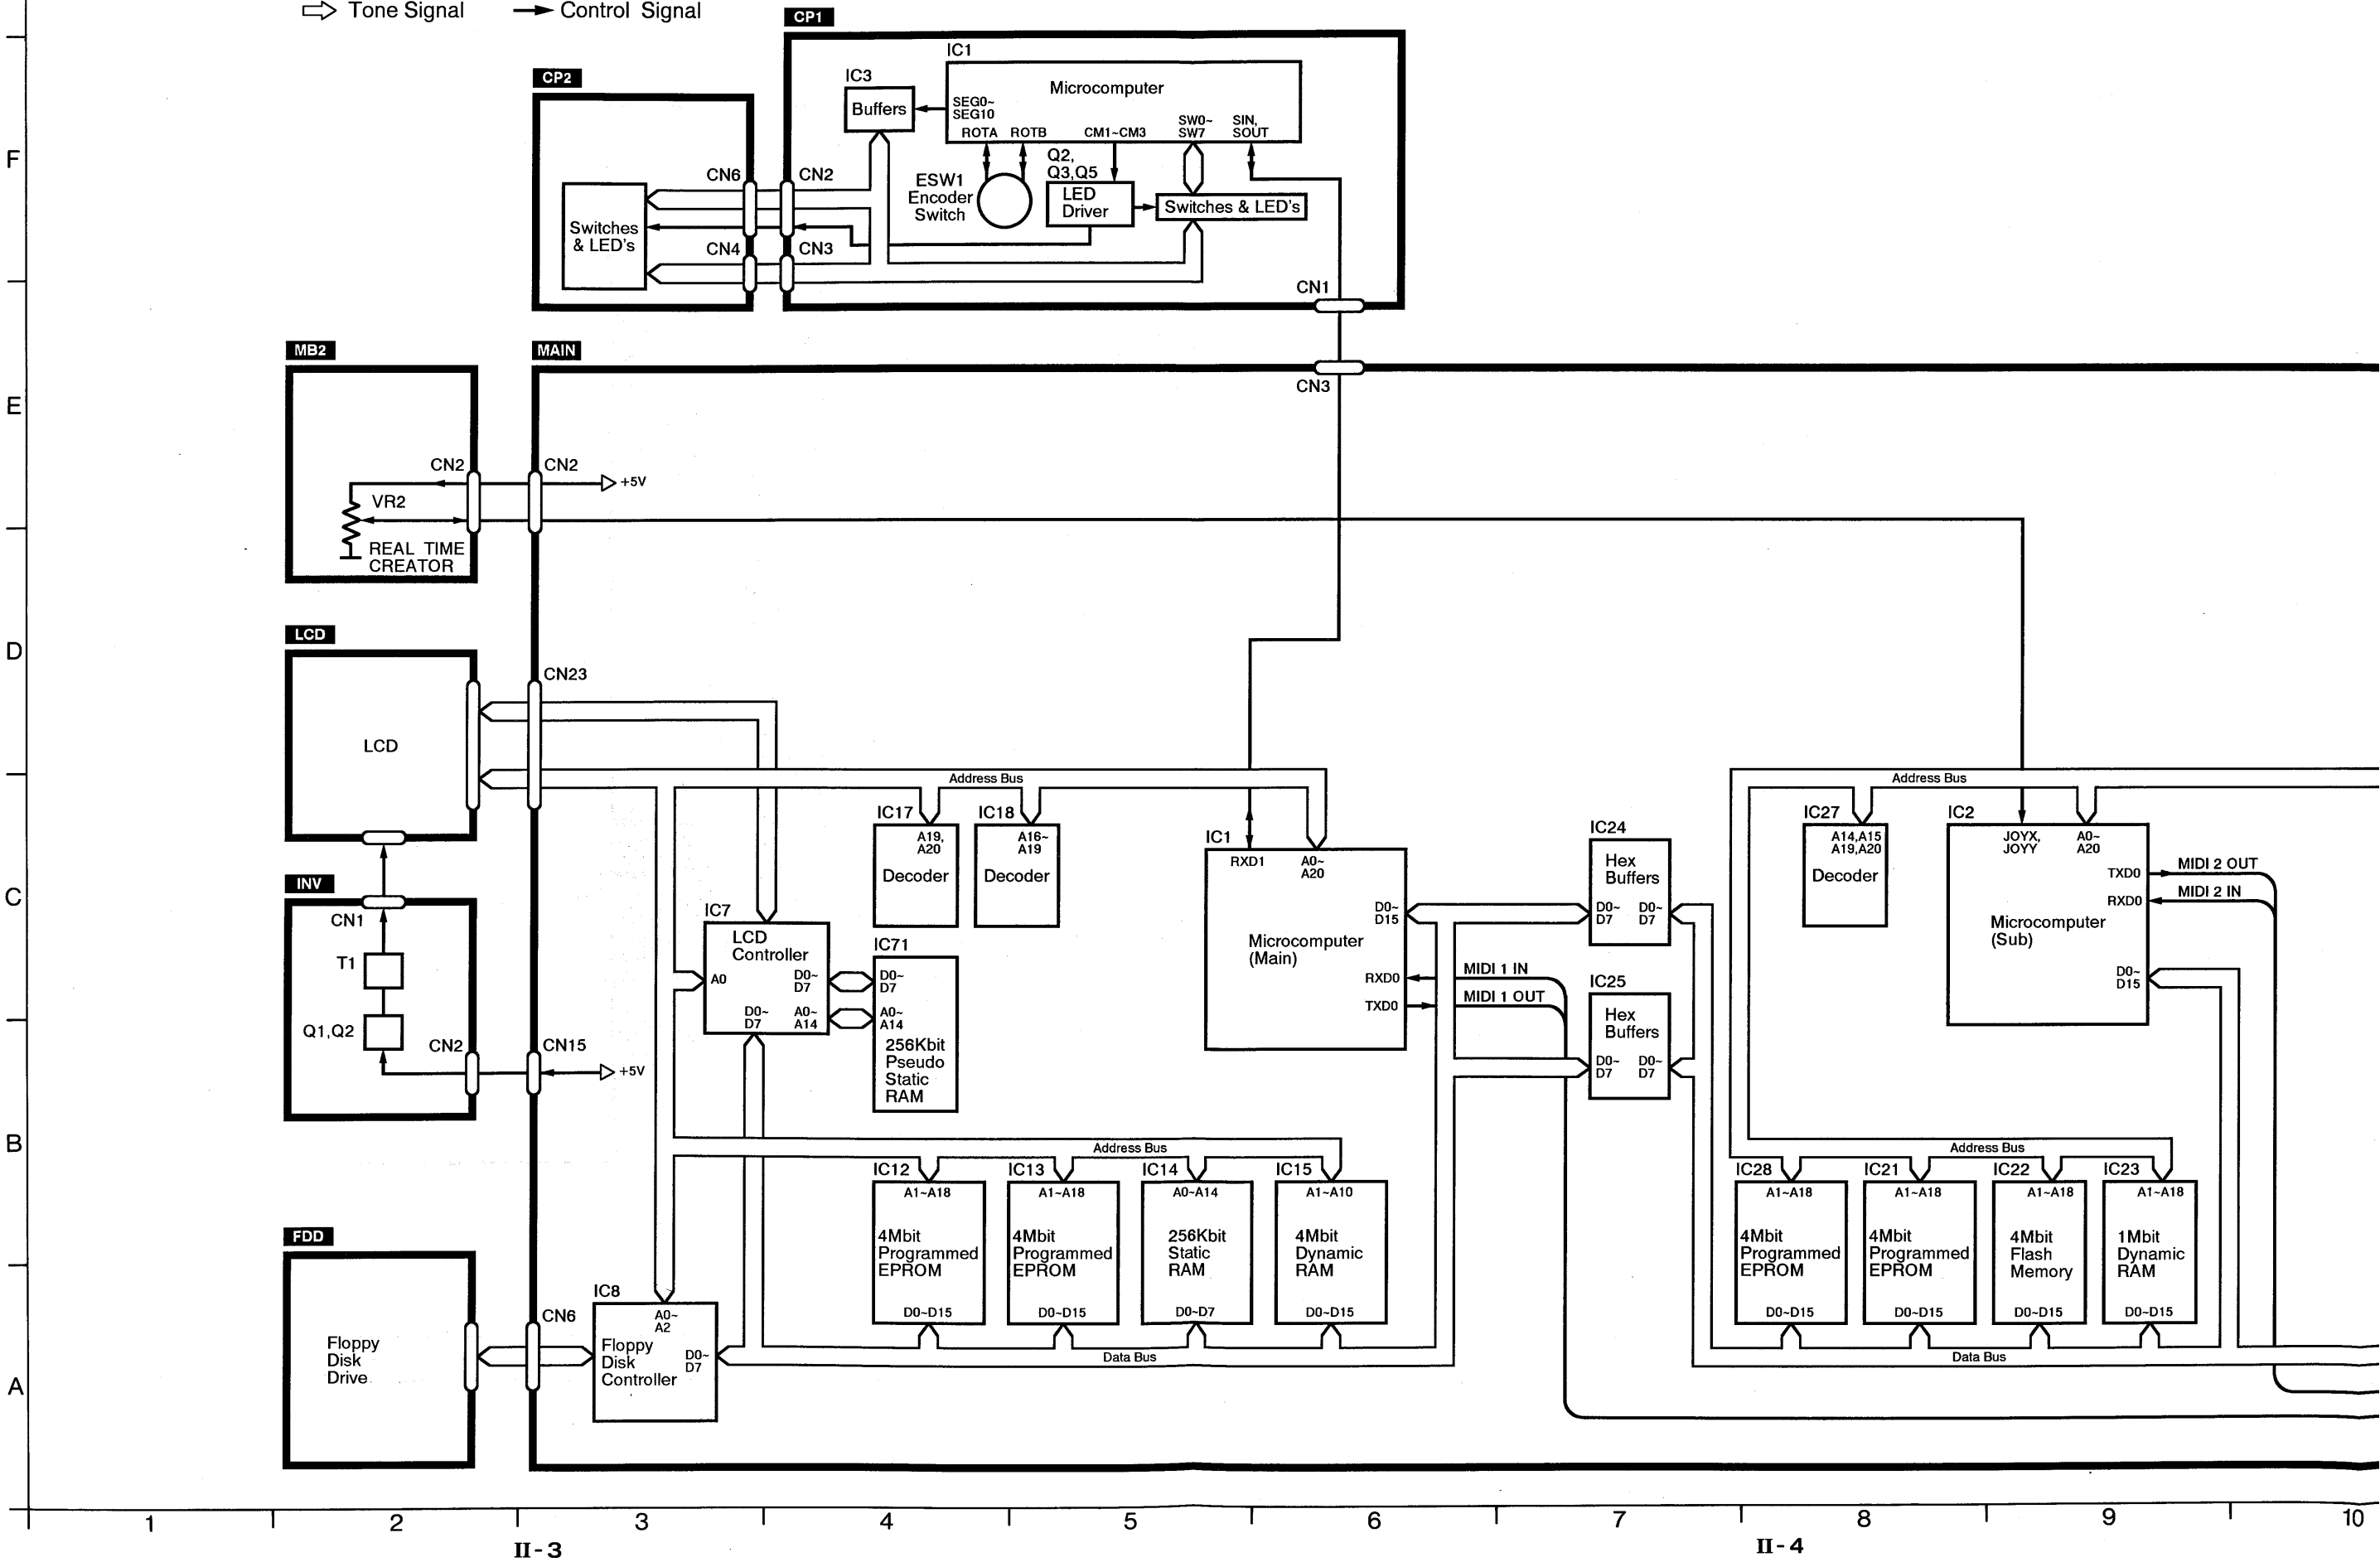 Tone Signal
Control Signal
CP1
IC1
Microcomputer
SEG0~
SEG10
ROTA
ROTB
CM1~CM3
SW0~
SW7
SIN,
SOUT
IC3
Buffers
CP2
CN6
CN2
CN4
CN3
Switches
& LED's
ESW1
Encoder
Switch
Q2,
Q3,Q5
LED
Driver
Switches & LED's
CN1
F
MB2
MAIN
CN3
E
CN2
CN2
+5V
VR2
REAL TIME
CREATOR
LCD
D
CN23
LCD
Address Bus
IC17
A19,
A20
Decoder
IC18
A16~
A19
Decoder
IC1
RXD1
A0~
A20
D0~
D15
Microcomputer
(Main)
RXD0
TXD0
MIDI 1 IN
MIDI 1 OUT
IC24
Hex
Buffers
D0~
D7
D0~
D7
IC25
Hex
Buffers
D0~
D7
D0~
D7
Address Bus
IC27
A14,A15
A19,A20
Decoder
IC2
JOYX,
JOYY
A0~
A20
TXD0
RXD0
MIDI 2 OUT
MIDI 2 IN
Microcomputer
(Sub)
D0~
D15
C
INV
CN1
T1
Q1,Q2
CN2
CN15
+5V
IC7
LCD
Controller
A0
D0~
D7
D0~
D7
A0~
A14
IC71
D0~
D7
A0~
A14
256Kbit
Pseudo
Static
RAM
B
Address Bus
IC12
A1~A18
4Mbit
Programmed
EPROM
D0~D15
IC13
A1~A18
4Mbit
Programmed
EPROM
D0~D15
IC14
A0~A14
256Kbit
Static
RAM
D0~D7
IC15
A1~A10
4Mbit
Dynamic
RAM
D0~D15
Address Bus
IC28
A1~A18
4Mbit
Programmed
EPROM
D0~D15
IC21
A1~A18
4Mbit
Programmed
EPROM
D0~D15
IC22
A1~A18
4Mbit
Flash
Memory
D0~D15
IC23
A1~A18
1Mbit
Dynamic
RAM
D0~D15
FDD
Floppy
Disk
Drive
CN6
IC8
A0~
A2
Floppy
Disk
Controller
D0~
D7
Data Bus
Data Bus
A
1
2
3
4
5
6
7
8
9
10
II-3
II-4